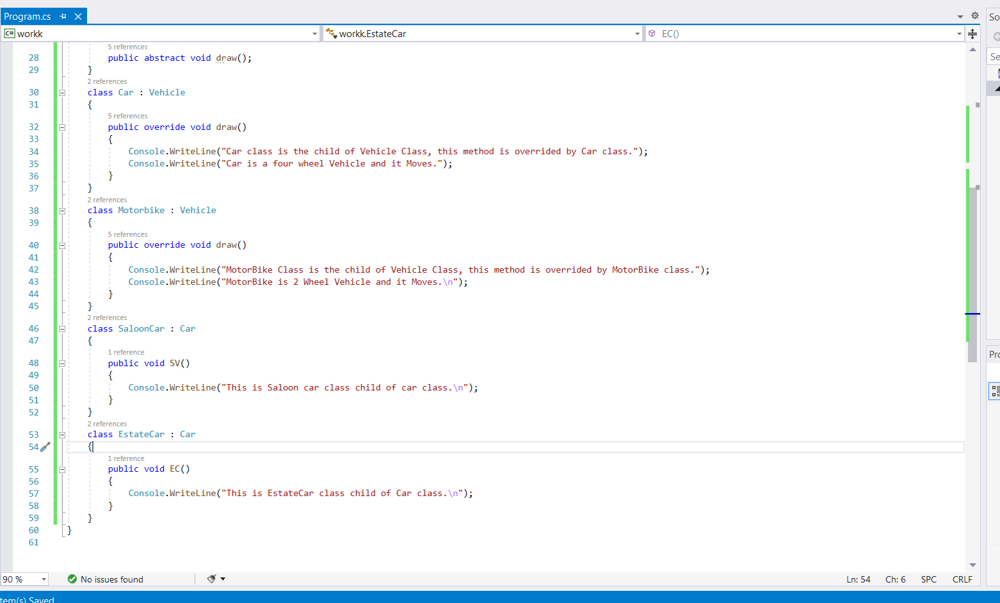 Program.cs
So
C# workk
workk.EstateCar
EC()
Se
5 references
28 public abstract void draw();
29 }
2 references
30 class Car : Vehicle
31 {
5 references
32 public override void draw()
33 {
34 Console.WriteLine("Car class is the child of Vehicle Class, this method is overrided by Car class.");
35 Console.WriteLine("Car is a four wheel Vehicle and it Moves.");
36 }
37 }
2 references
38 class Motorbike : Vehicle
39 {
5 references
40 public override void draw()
41 {
42 Console.WriteLine("MotorBike Class is the child of Vehicle Class, this method is overrided by MotorBike class.");
43 Console.WriteLine("MotorBike is 2 Wheel Vehicle and it Moves.\n");
44 }
45 }
2 references
46 class SaloonCar : Car
47 {
1 reference
48 public void SV()
49 {
50 Console.WriteLine("This is Saloon car class child of car class.\n");
51 }
52 }
2 references
53 class EstateCar : Car
54 {
1 reference
55 public void EC()
56 {
57 Console.WriteLine("This is EstateCar class child of Car class.\n");
58 }
59 }
60 }
61
Pro
90 %
No issues found
Ln: 54
Ch: 6
SPC
CRLF
tem(s) Saved